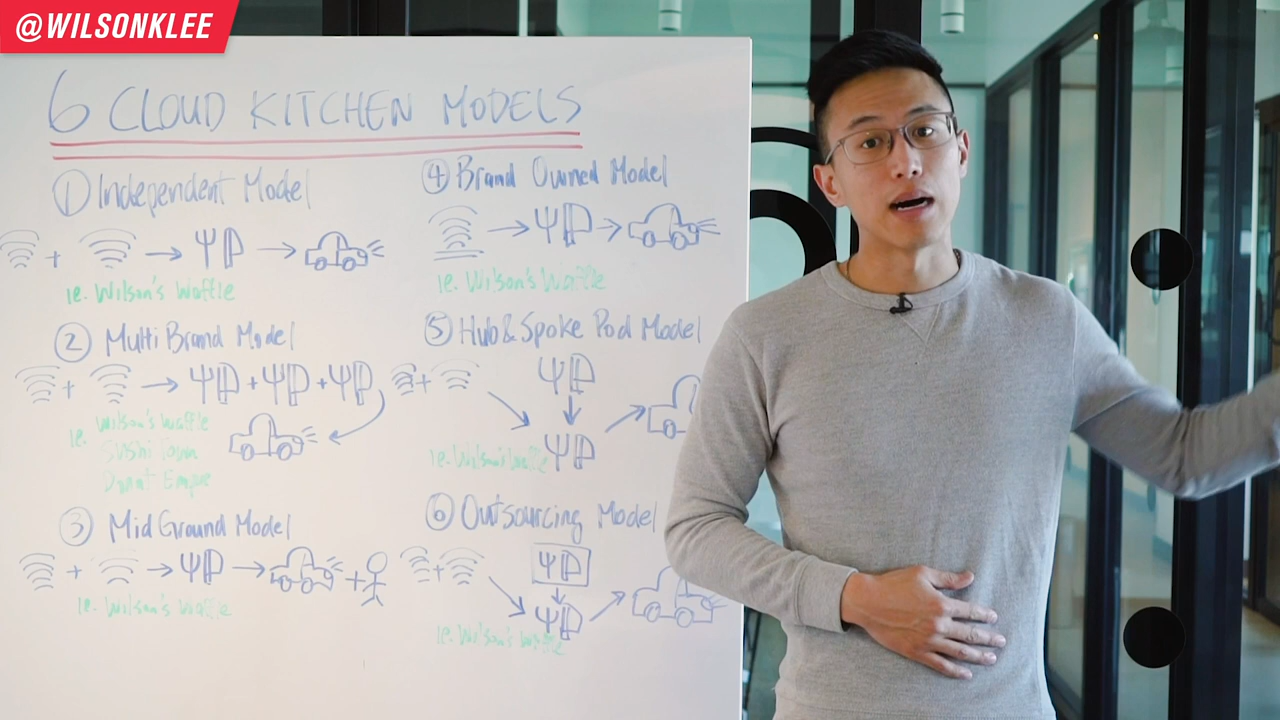 @WILSONKLEE
6 CLOUD KITCHEN MODELS
① Independent Model
+
ie. Wilson's Waffle
② Multi Brand Model
+ + +
ie. Wilson's Waffle
Sushi Town
Donut Empire
③ Mid Ground Model
+ +
ie. Wilson's Waffle
④ Brand Owned Model
ie. Wilson's Waffle
⑤ Hub & Spoke Pod Model
+
ie. Wilson's Waffle
⑥ Outsourcing Model
+
ie. Wilson's Waffle